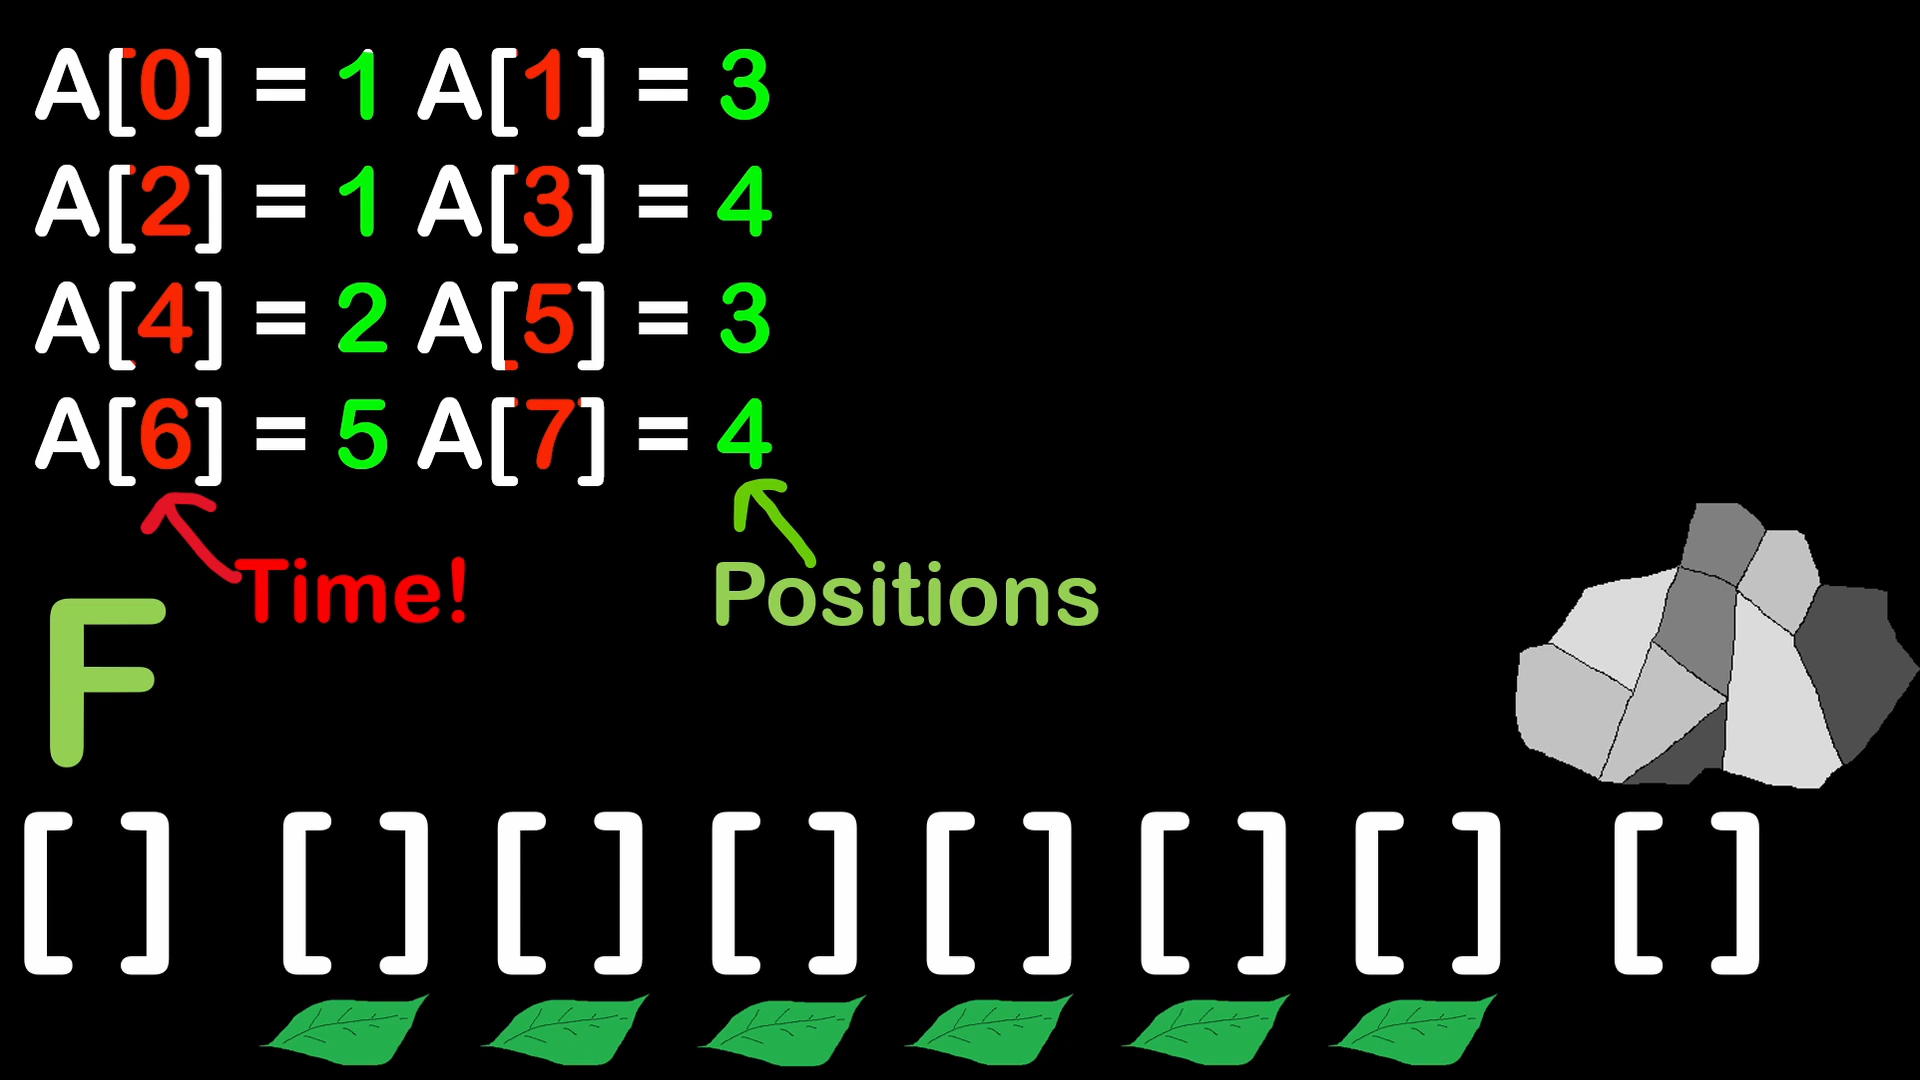 A[0] = 1 A[1] = 3
A[2] = 1 A[3] = 4
A[4] = 2 A[5] = 3
A[6] = 5 A[7] = 4
Time! Positions
F
[ ] [ ] [ ] [ ] [ ] [ ] [ ] [ ]